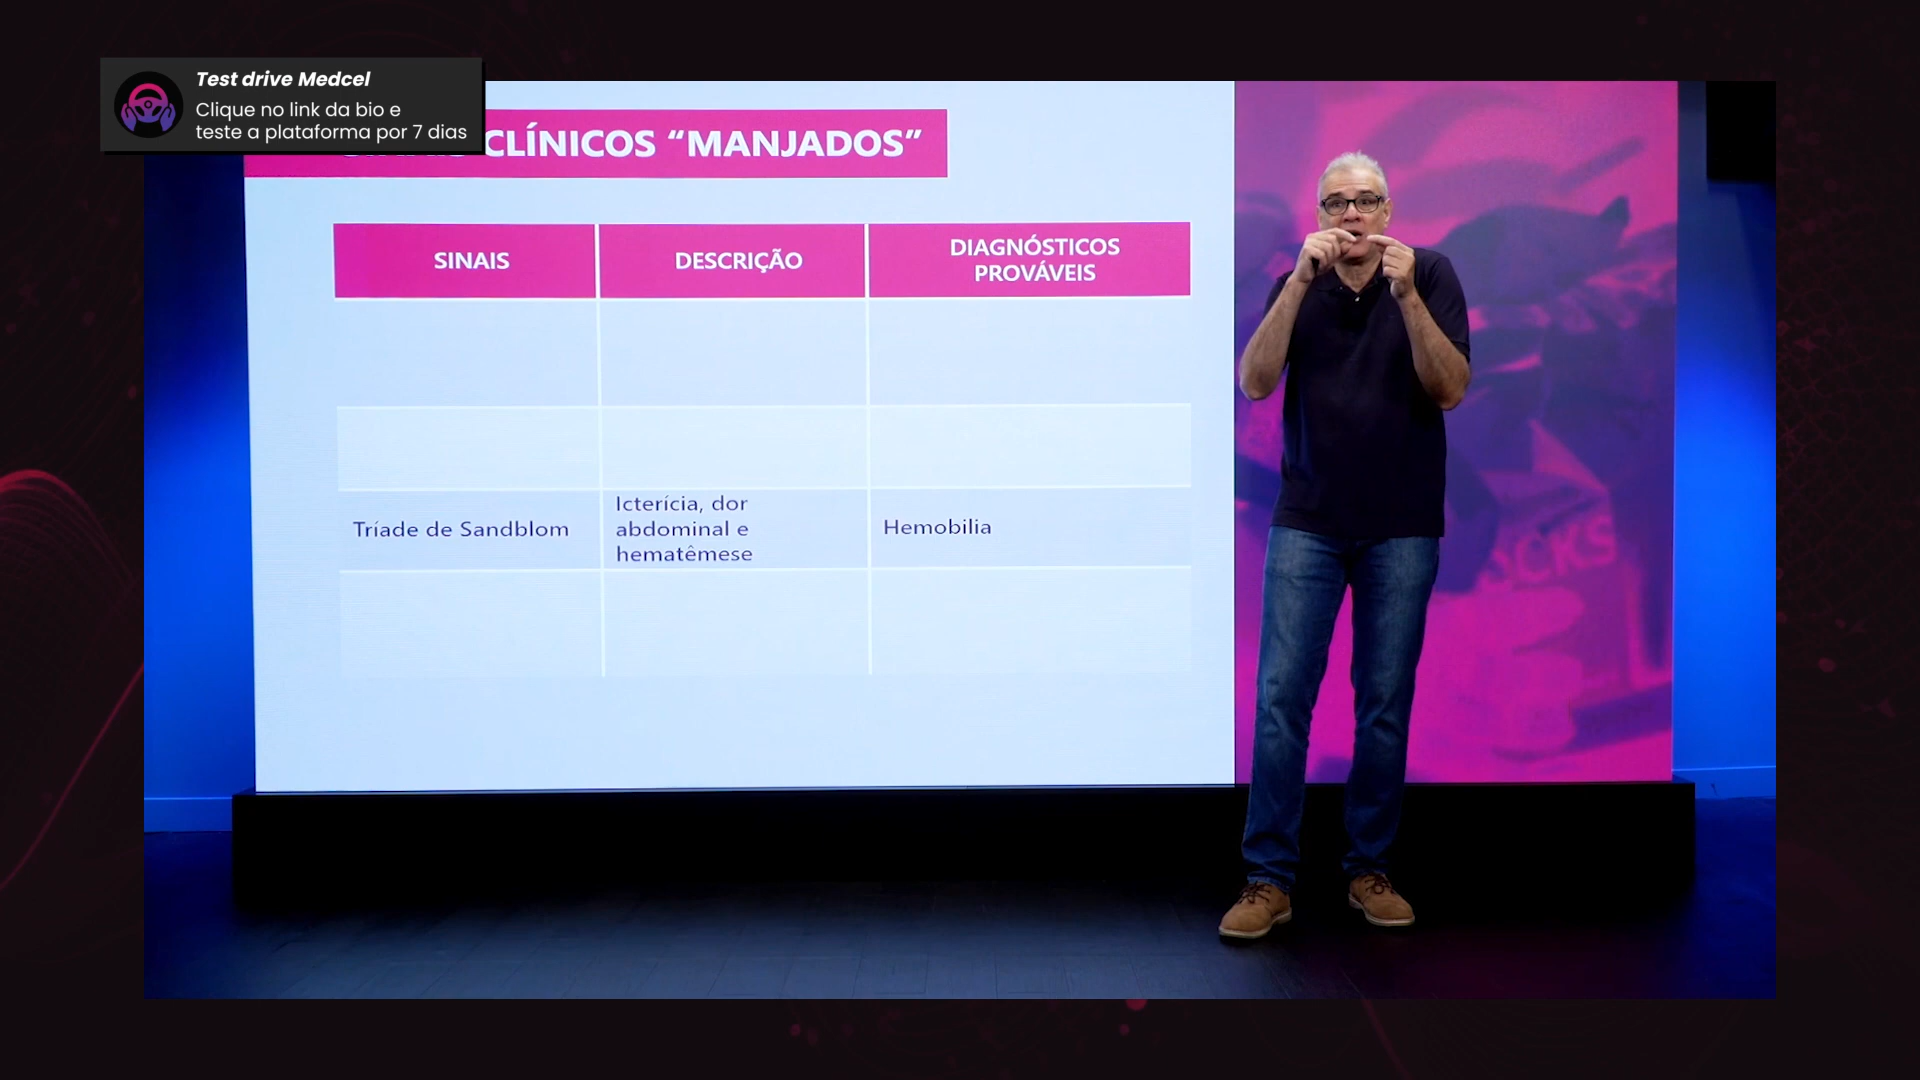 Test drive Medcel
Clique no link da bio e
teste a plataforma por 7 dias
CLÍNICOS “MANJADOS”
SINAIS
DESCRIÇÃO
DIAGNÓSTICOS
PROVÁVEIS
Tríade de Sandblom
Icterícia, dor
abdominal e
hematêmese
Hemobilia
OCKS